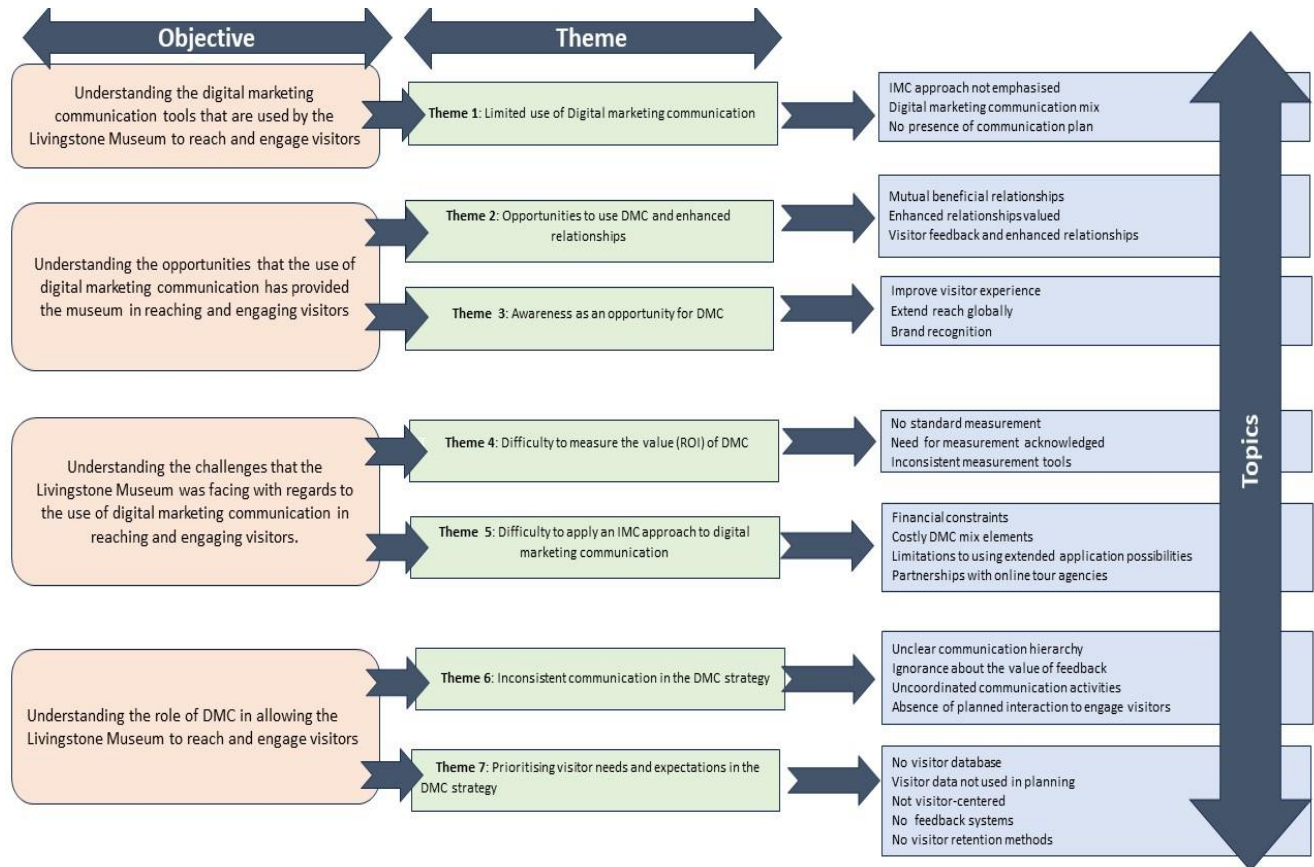 Objective
Theme
Understanding the digital marketing
communication tools that are used by the
Livingstone Museum to reach and engage visitors
Theme 1: Limited use of Digital marketing communication
IMC approach not emphasised
Digital marketing communication mix
No presence of communication plan
Understanding the opportunities that the use of
digital marketing communication has provided
the museum in reaching and engaging visitors
Theme 2: Opportunities to use DMC and enhanced
relationships
Mutual beneficial relationships
Enhanced relationships valued
Visitor feedback and enhanced relationships
Theme 3: Awareness as an opportunity for DMC
Improve visitor experience
Extend reach globally
Brand recognition
Understanding the challenges that the
Livingstone Museum was facing with regards to
the use of digital marketing communication in
reaching and engaging visitors.
Theme 4: Difficulty to measure the value (ROI) of DMC
No standard measurement
Need for measurement acknowledged
Inconsistent measurement tools
Theme 5: Difficulty to apply an IMC approach to digital
marketing communication
Financial constraints
Costly DMC mix elements
Limitations to using extended application possibilities
Partnerships with online tour agencies
Understanding the role of DMC in allowing the
Livingstone Museum to reach and engage visitors
Theme 6: Inconsistent communication in the DMC strategy
Unclear communication hierarchy
Ignorance about the value of feedback
Uncoordinated communication activities
Absence of planned interaction to engage visitors
Theme 7: Prioritising visitor needs and expectations in the
DMC strategy
No visitor database
Visitor data not used in planning
Not visitor-centered
No feedback systems
No visitor retention methods
Topics